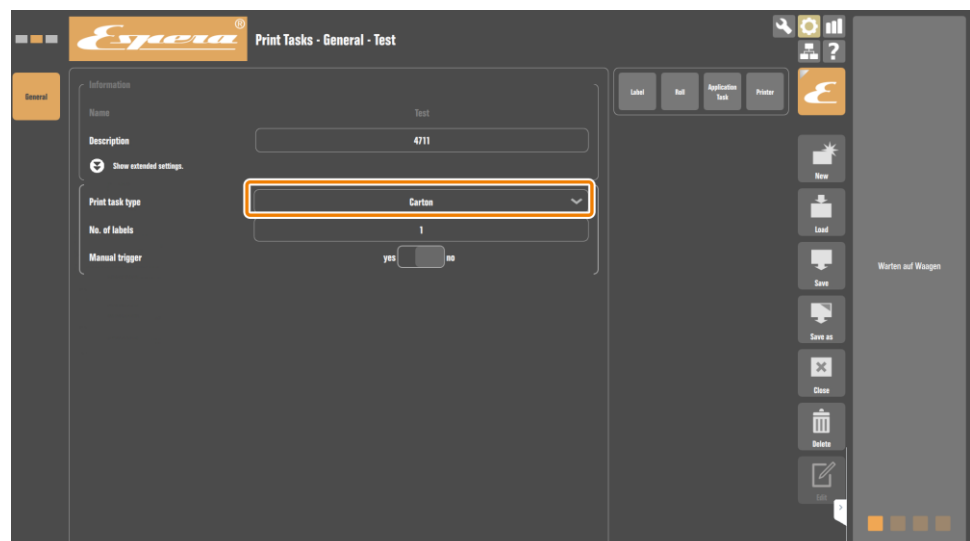 Espera®
Print Tasks - General - Test
?
General
Information
Name Test
Description 4711
Show extended settings.
Print task type Carton
No. of labels 1
Manual trigger yes no
Label
Roll
Application
Task
Printer
E
New
Load
Save
Save as
Close
Delete
Edit
Warten auf Waagen